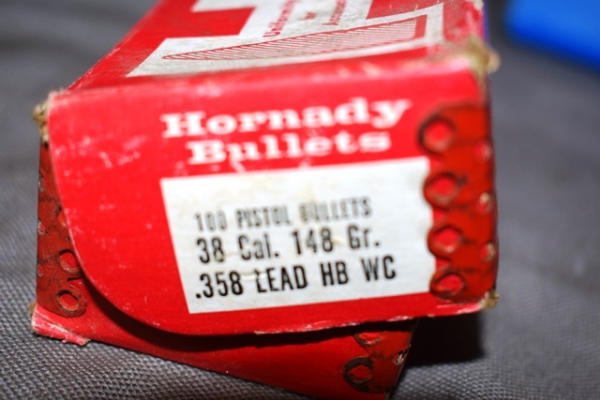 Hornady
Bullets
100 PISTOL BULLETS
38 Cal. 148 Gr.
.358 LEAD HB WC